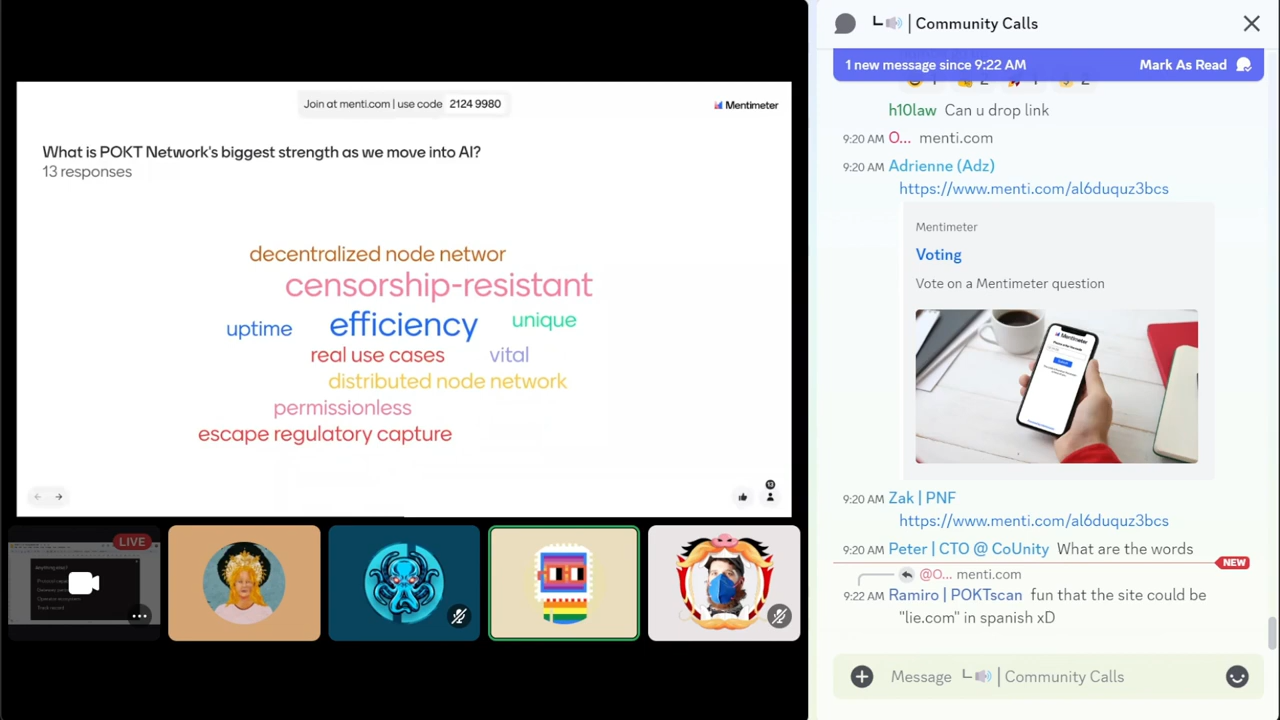 Join at menti.com | use code 2124 9980
Mentimeter
What is POKT Network's biggest strength as we move into AI?
13 responses
decentralized node networ
censorship-resistant
uptime efficiency unique
real use cases vital
distributed node network
permissionless
escape regulatory capture
13
LIVE
Anything else?
Community Calls
1 new message since 9:22 AM Mark As Read
h10law Can u drop link
9:20 AM O... menti.com
9:20 AM Adrienne (Adz)
https://www.menti.com/al6duquz3bcs
Mentimeter
Voting
Vote on a Mentimeter question
Mentimeter
9:20 AM Zak | PNF
https://www.menti.com/al6duquz3bcs
9:20 AM Peter | CTO @ CoUnity What are the words
NEW
@O... menti.com
9:22 AM Ramiro | POKTscan fun that the site could be
"lie.com" in spanish xD
Message Community Calls